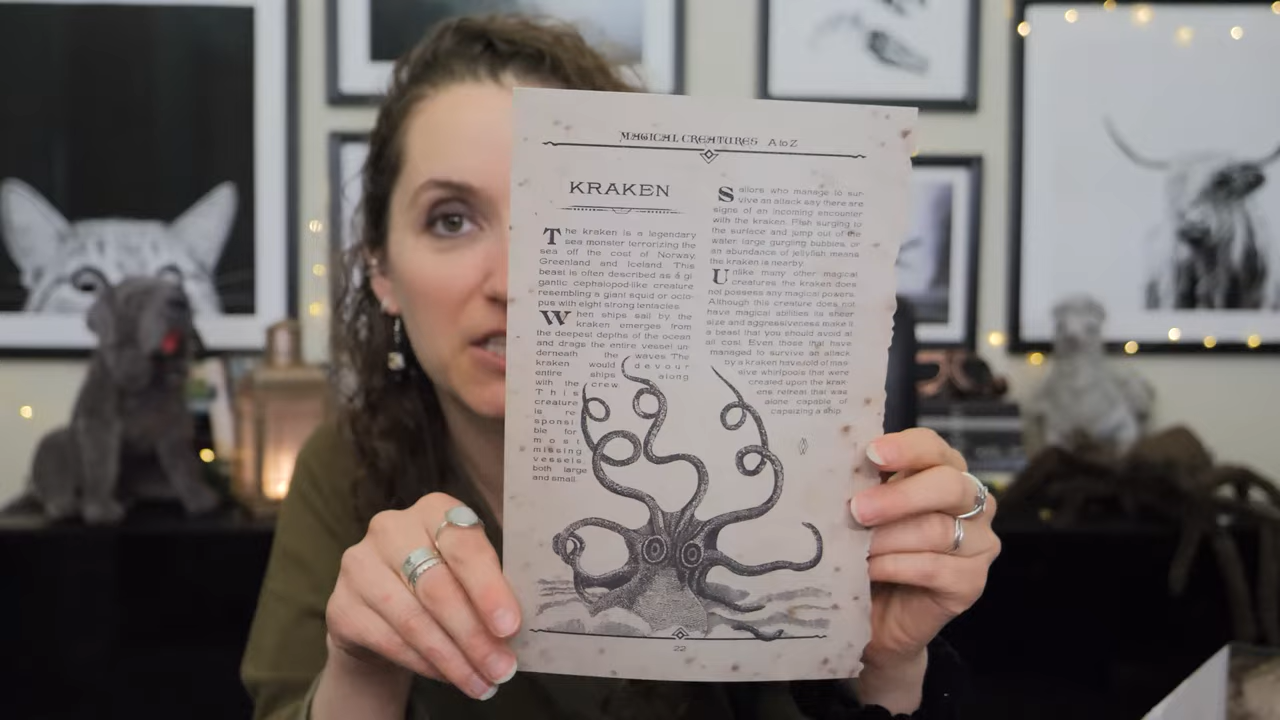 MAGICAL CREATURES A to Z
KRAKEN
The kraken is a legendary
sea monster terrorizing the
sea off the cost of Norway,
Greenland and Iceland. This
beast is often described as á gi
gantic cephalopod-like creature
resembling a giant squid or octo-
pus with eight strong tentacles.
When ships sail by the
kraken emerges from
the deepest depths of the ocean
and drags the entire vessel un-
derneath the waves. The
kraken would devour
entire ships along
with the crew.
This
creature
is re
sponsi
ble for
most
missing
vessels,
both large
and small.
Sailors who manage to sur-
vive an attack say there are
signs of an incoming encounter
with the kraken. Fish surging to
the surface and jump out of the
water, large gurgling bubbles, or
an abundance of jellyfish means
the kraken is nearby.
Unlike many other magical
creatures, the kraken does
not possess any magical powers.
Although this creature does not
have magical abilities its sheer
size and aggressiveness make it
a beast that you should avoid at
all cost. Even those that have
managed to survive an attack
by a kraken have told of mas-
sive whirlpools that were
created upon the krak
ens retreat that was
alone capable of
capsizing a ship.
22